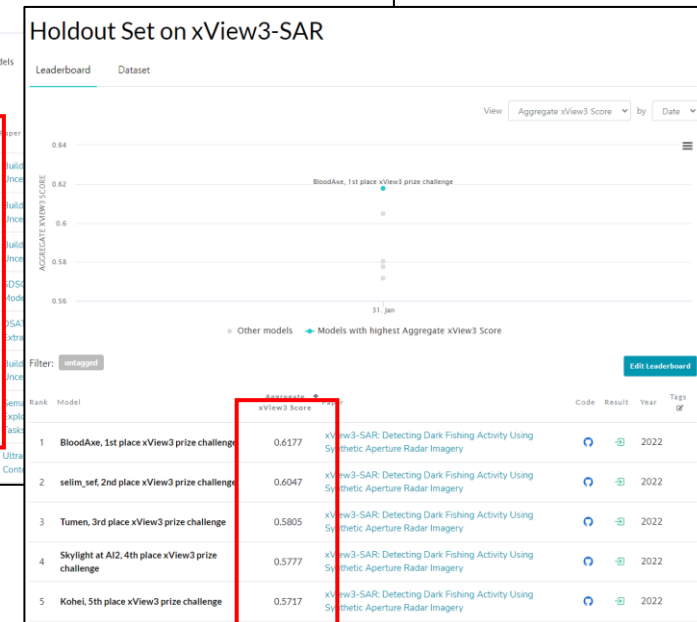 Holdout Set on xView3-SAR
dels
Leaderboard Dataset
View Aggregate xView3 Score by Date
0.64
BloodAxe, 1st place xView3 prize challenge
0.62
0.6
0.58
0.56
AGGREGATE XVIEW3 SCORE
31. Jan
Other models Models with highest Aggregate xView3 Score
Filter: untagged
Edit Leaderboard
Rank Model Aggregate xView3 Score Paper Code Result Year Tags
1 BloodAxe, 1st place xView3 prize challenge 0.6177 xView3-SAR: Detecting Dark Fishing Activity Using 2022
Synthetic Aperture Radar Imagery
2 selim_sef, 2nd place xView3 prize challenge 0.6047 xView3-SAR: Detecting Dark Fishing Activity Using 2022
Synthetic Aperture Radar Imagery
3 Tumen, 3rd place xView3 prize challenge 0.5805 xView3-SAR: Detecting Dark Fishing Activity Using 2022
Synthetic Aperture Radar Imagery
4 Skylight at AI2, 4th place xView3 prize 0.5777 xView3-SAR: Detecting Dark Fishing Activity Using 2022
challenge Synthetic Aperture Radar Imagery
5 Kohei, 5th place xView3 prize challenge 0.5717 xView3-SAR: Detecting Dark Fishing Activity Using 2022
Synthetic Aperture Radar Imagery